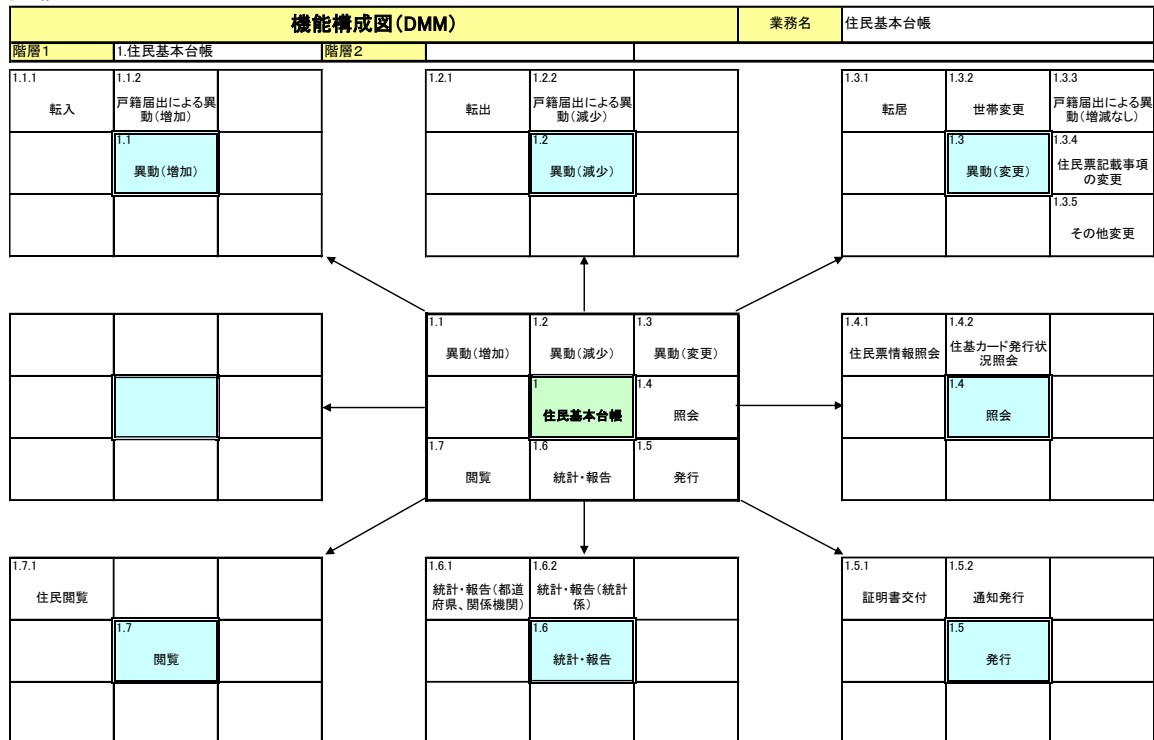 機能構成図(DMM)
業務名
住民基本台帳
階層1
1.住民基本台帳
階層2
1.1.1
転入
1.1.2
戸籍届出による異
動(増加)
1.1
異動(増加)
1.2.1
転出
1.2.2
戸籍届出による異
動(減少)
1.2
異動(減少)
1.3.1
転居
1.3.2
世帯変更
1.3.3
戸籍届出による異
動(増減なし)
1.3
異動(変更)
1.3.4
住民票記載事項
の変更
1.3.5
その他変更
1.1
異動(増加)
1.2
異動(減少)
1.3
異動(変更)
1
住民基本台帳
1.4
照会
1.7
閲覧
1.6
統計・報告
1.5
発行
1.4.1
住民票情報照会
1.4.2
住基カード発行状
況照会
1.4
照会
1.7.1
住民閲覧
1.7
閲覧
1.6.1
統計・報告(都道
府県、関係機関)
1.6.2
統計・報告(統計
係)
1.6
統計・報告
1.5.1
証明書交付
1.5.2
通知発行
1.5
発行